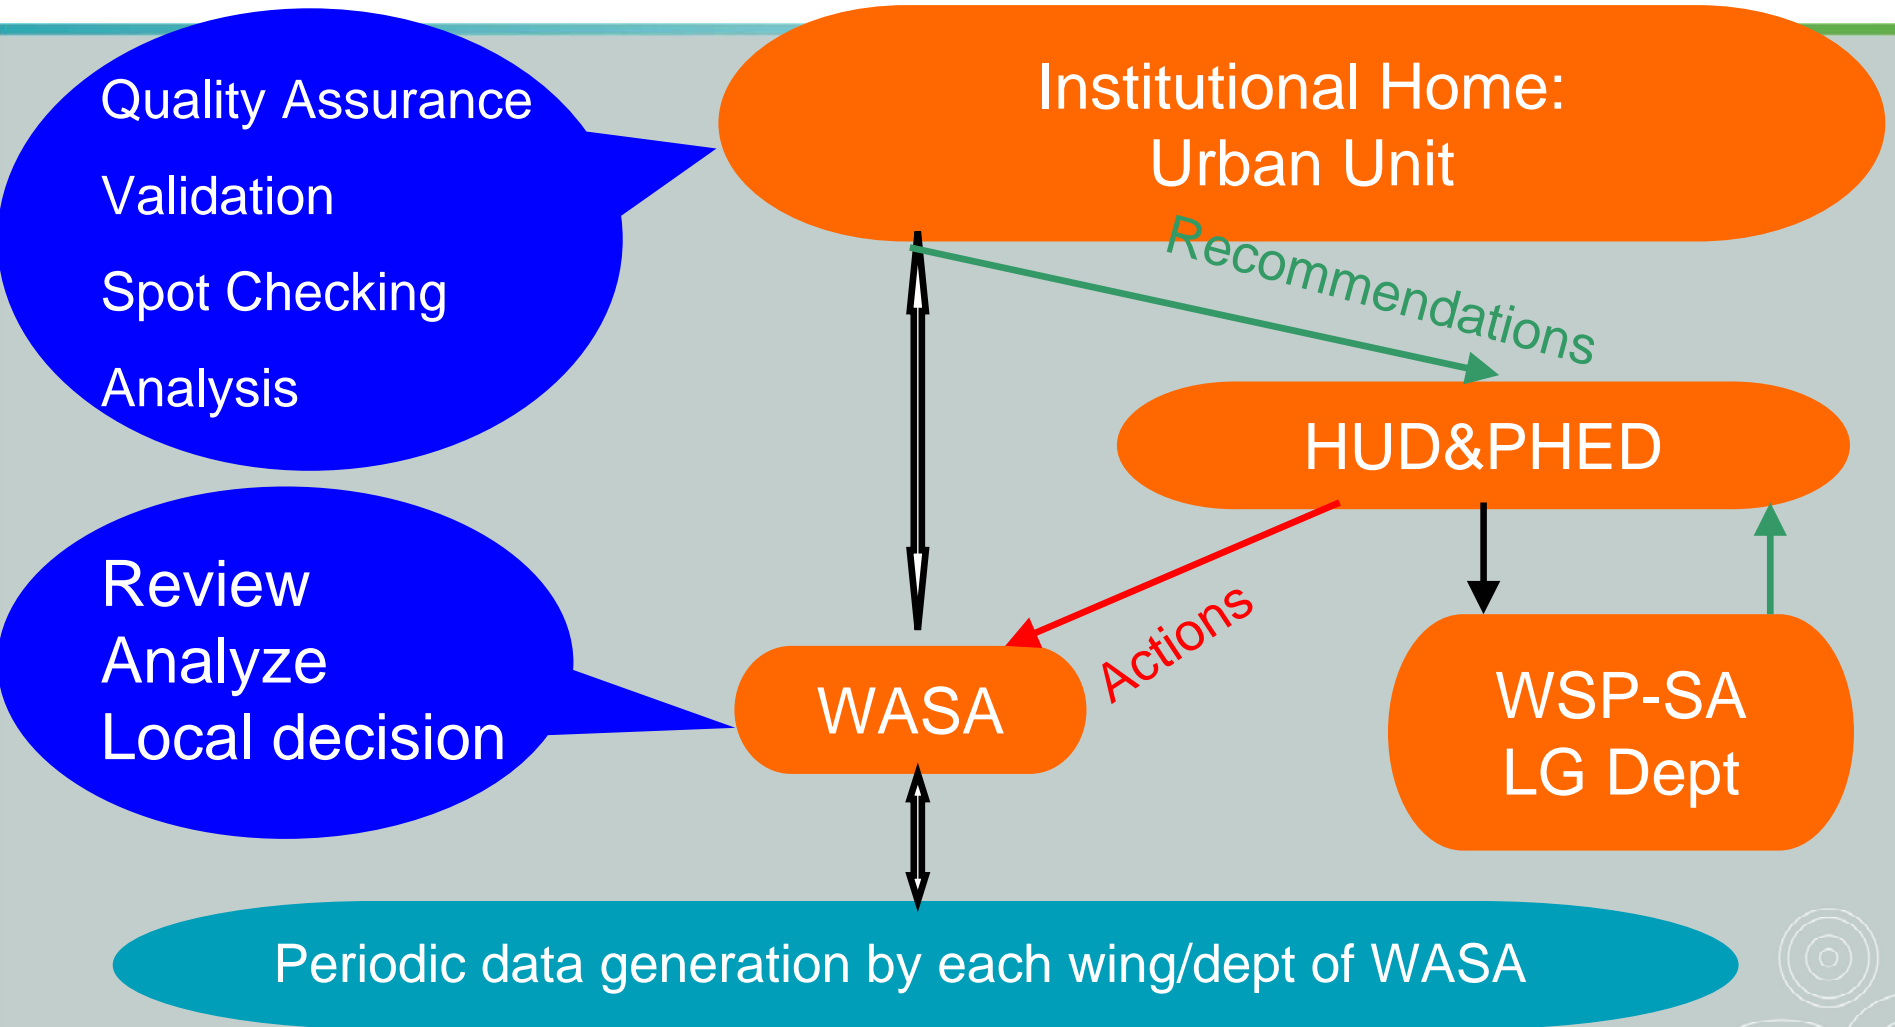 Quality Assurance
Validation
Spot Checking
Analysis
Institutional Home:
Urban Unit
Recommendations
HUD&PHED
Review
Analyze
Local decision
WASA
Actions
WSP-SA
LG Dept
Periodic data generation by each wing/dept of WASA